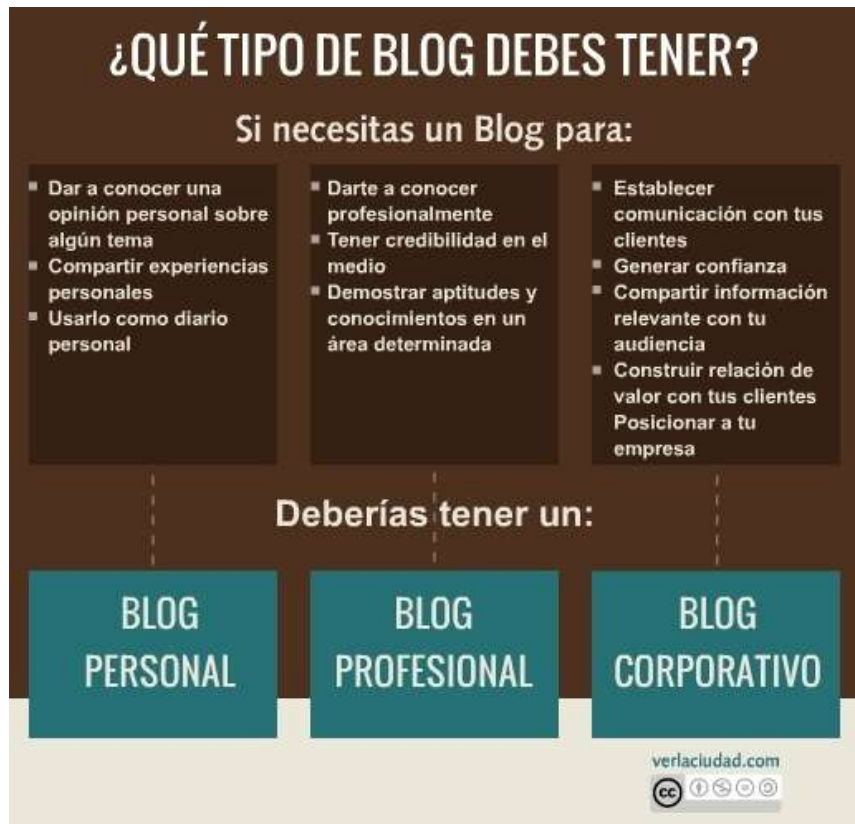 ¿QUÉ TIPO DE BLOG DEBES TENER?
Si necesitas un Blog para:
Dar a conocer una
opinión personal sobre
algún tema
Compartir experiencias
personales
Usarlo como diario
personal
Darte a conocer
profesionalmente
Tener credibilidad en el
medio
Demostrar aptitudes y
conocimientos en un
área determinada
Establecer
comunicación con tus
clientes
Generar confianza
Compartir información
relevante con tu
audiencia
Construir relación de
valor con tus clientes
Posicionar a tu
empresa
Deberías tener un:
BLOG
PERSONAL
BLOG
PROFESIONAL
BLOG
CORPORATIVO
verlaciudad.com
cc